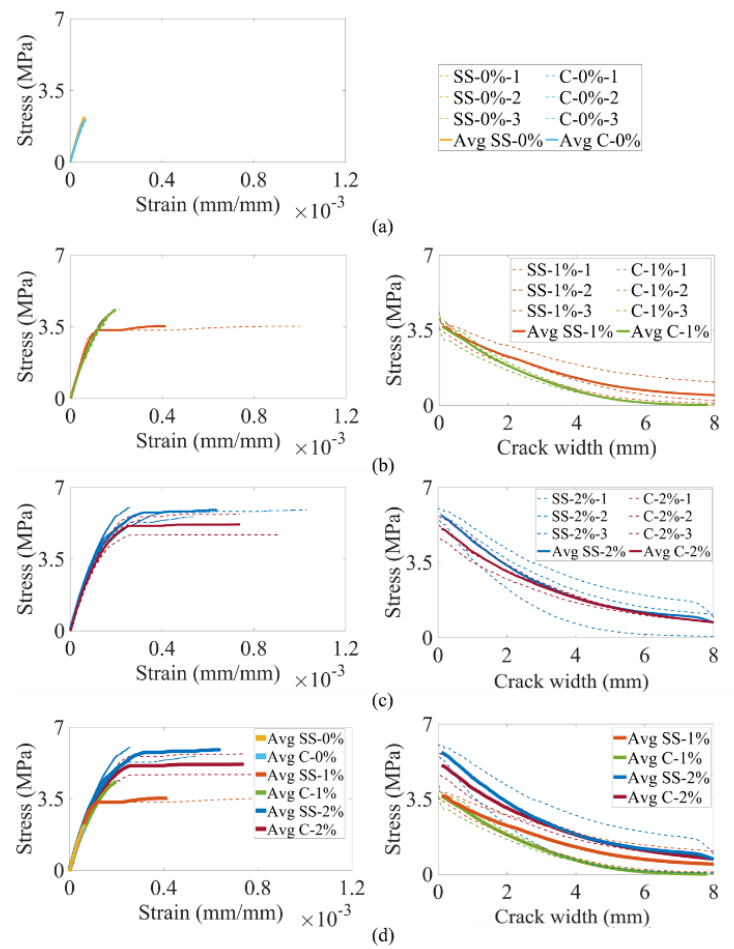 7
3.5
0
Stress (MPa)
0 0.4 0.8 1.2
Strain (mm/mm) ×10-3
SS-0%-1 C-0%-1
SS-0%-2 C-0%-2
SS-0%-3 C-0%-3
Avg SS-0% Avg C-0%
(a)
7
3.5
0
Stress (MPa)
0 0.4 0.8 1.2
Strain (mm/mm) ×10-3
7
3.5
0
Stress (MPa)
SS-1%-1 C-1%-1
SS-1%-2 C-1%-2
SS-1%-3 C-1%-3
Avg SS-1% Avg C-1%
0 2 4 6 8
Crack width (mm)
(b)
7
3.5
0
Stress (MPa)
0 0.4 0.8 1.2
Strain (mm/mm) ×10-3
7
3.5
0
Stress (MPa)
SS-2%-1 C-2%-1
SS-2%-2 C-2%-2
SS-2%-3 C-2%-3
Avg SS-2% Avg C-2%
0 2 4 6 8
Crack width (mm)
(c)
7
3.5
0
Stress (MPa)
Avg SS-0%
Avg C-0%
Avg SS-1%
Avg C-1%
Avg SS-2%
Avg C-2%
0 0.4 0.8 1.2
Strain (mm/mm) ×10-3
7
3.5
0
Stress (MPa)
Avg SS-1%
Avg C-1%
Avg SS-2%
Avg C-2%
0 2 4 6 8
Crack width (mm)
(d)